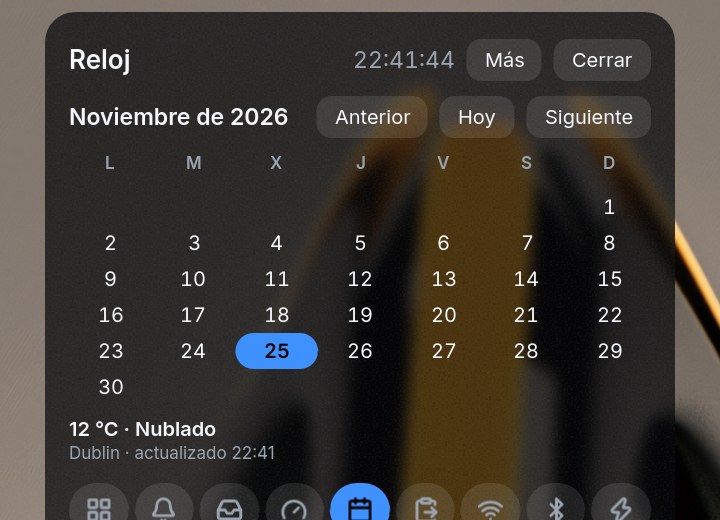 Reloj 22:41:44 Más Cerrar
Noviembre de 2026 Anterior Hoy Siguiente
L M X J V S D
1
2 3 4 5 6 7 8
9 10 11 12 13 14 15
16 17 18 19 20 21 22
23 24 25 26 27 28 29
30
12 °C · Nublado
Dublin · actualizado 22:41